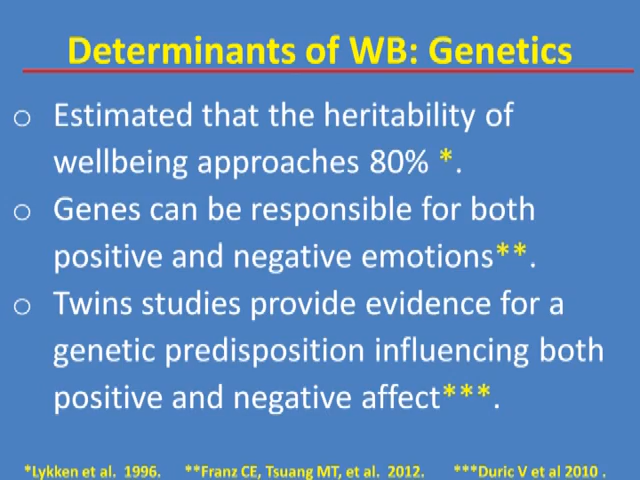 Determinants of WB: Genetics
o Estimated that the heritability of
wellbeing approaches 80% *.
o Genes can be responsible for both
positive and negative emotions**.
o Twins studies provide evidence for a
genetic predisposition influencing both
positive and negative affect***.
*Lykken et al. 1996. **Franz CE, Tsuang MT, et al. 2012. ***Duric V et al 2010 .